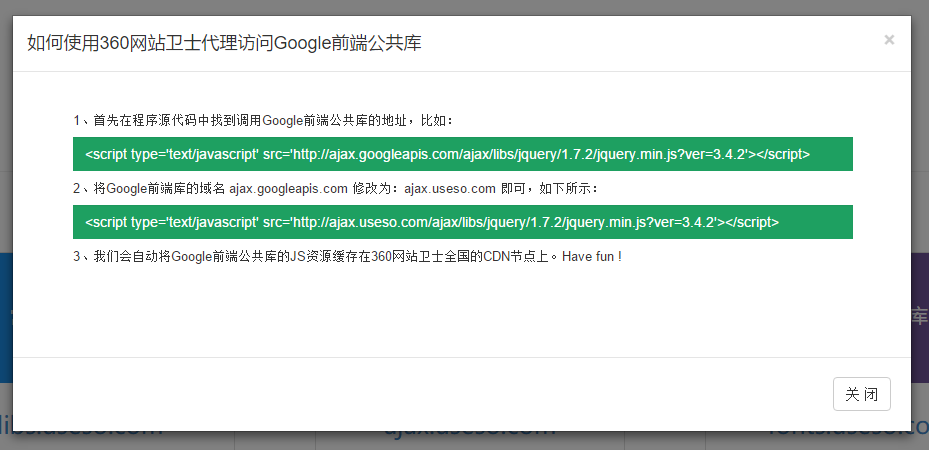 如何使用360网站卫士代理访问Google前端公共库
×
1、首先在程序源代码中找到调用Google前端公共库的地址，比如：
<script type='text/javascript' src='http://ajax.googleapis.com/ajax/libs/jquery/1.7.2/jquery.min.js?ver=3.4.2'></script>
2、将Google前端库的域名 ajax.googleapis.com 修改为：ajax.useso.com 即可，如下所示：
<script type='text/javascript' src='http://ajax.useso.com/ajax/libs/jquery/1.7.2/jquery.min.js?ver=3.4.2'></script>
3、我们会自动将Google前端公共库的JS资源缓存在360网站卫士全国的CDN节点上。Have fun !
库
关 闭